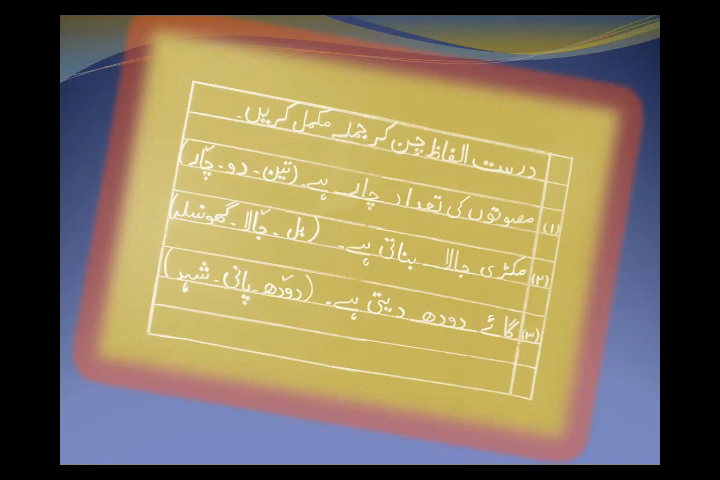 درست الفاظ چن کر جملے مکمل کریں۔
(۱) مصوتوں کی تعداد چار ہے۔ (تین ۔ دو ۔ چار)
(۲) مکڑی جالا بناتی ہے۔ (بل ۔ جالا ۔ گھونسلہ)
(۳) گائے دودھ دیتی ہے۔ (دودھ ۔ پانی ۔ شہد)